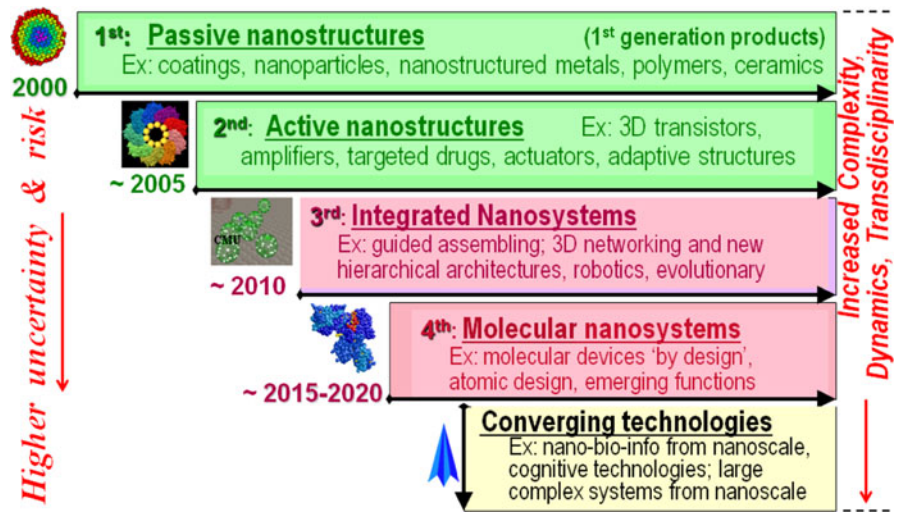 1st: Passive nanostructures (1st generation products)
Ex: coatings, nanoparticles, nanostructured metals, polymers, ceramics
2000
2nd: Active nanostructures Ex: 3D transistors,
amplifiers, targeted drugs, actuators, adaptive structures
~ 2005
CMU
3rd: Integrated Nanosystems
Ex: guided assembling; 3D networking and new
hierarchical architectures, robotics, evolutionary
~ 2010
4th: Molecular nanosystems
Ex: molecular devices 'by design',
atomic design, emerging functions
~ 2015-2020
Converging technologies
Ex: nano-bio-info from nanoscale,
cognitive technologies; large
complex systems from nanoscale
Higher uncertainty & risk
Increased Complexity,
Dynamics, Transdisciplinarity